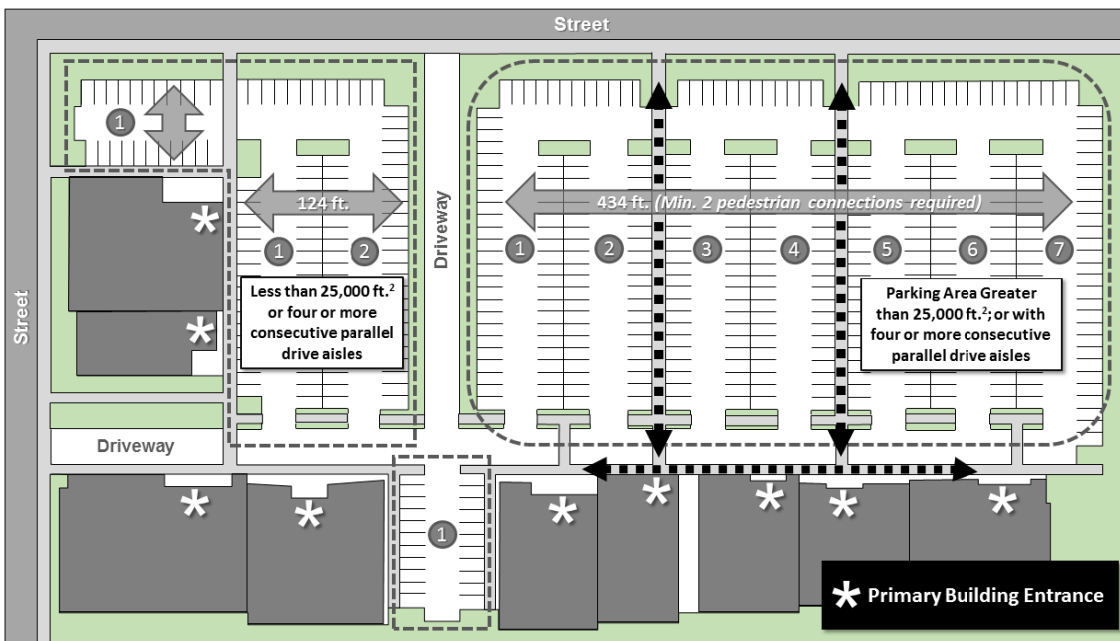 Street
Street
Driveway
Driveway
1
124 ft.
1
2
Less than 25,000 ft.²
or four or more
consecutive parallel
drive aisles
434 ft. (Min. 2 pedestrian connections required)
1
2
3
4
5
6
7
Parking Area Greater
than 25,000 ft.²; or with
four or more consecutive
parallel drive aisles
1
* Primary Building Entrance